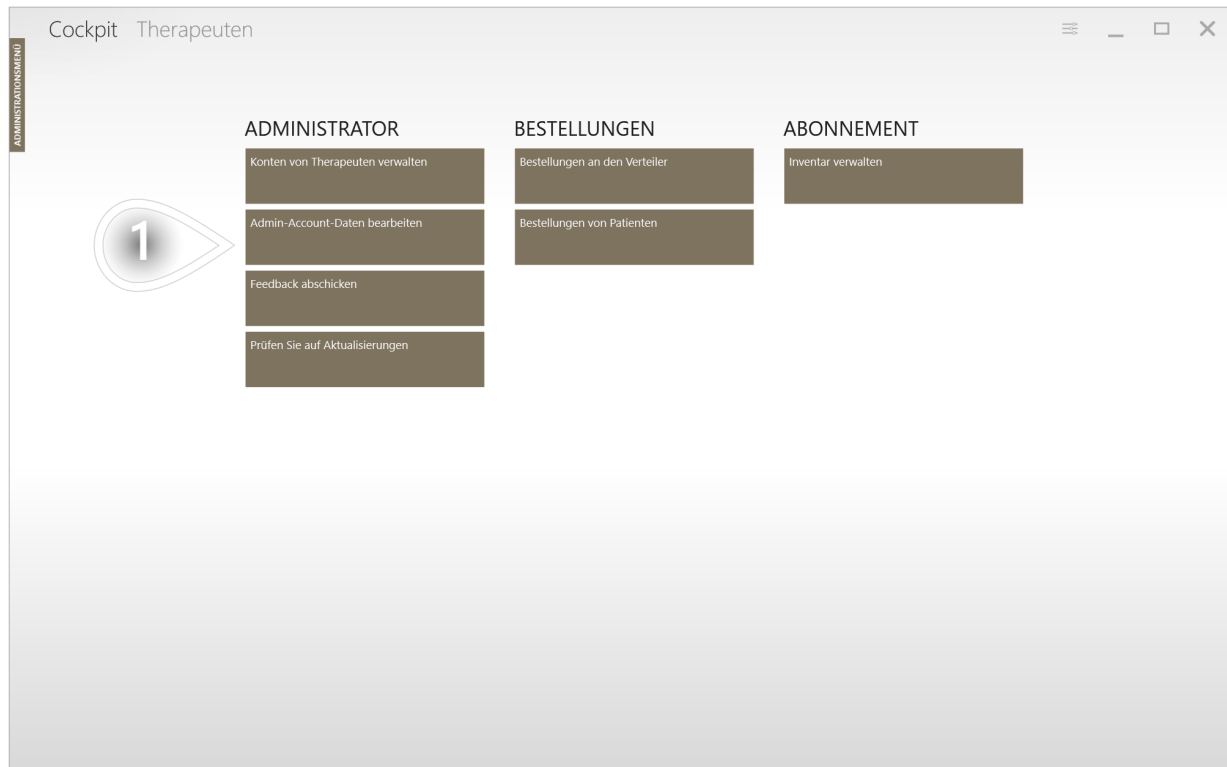 Cockpit Therapeuten
ADMINISTRATIONSMENÜ
ADMINISTRATOR
Konten von Therapeuten verwalten
Admin-Account-Daten bearbeiten
Feedback abschicken
Prüfen Sie auf Aktualisierungen
1
BESTELLUNGEN
Bestellungen an den Verteiler
Bestellungen von Patienten
ABONNEMENT
Inventar verwalten